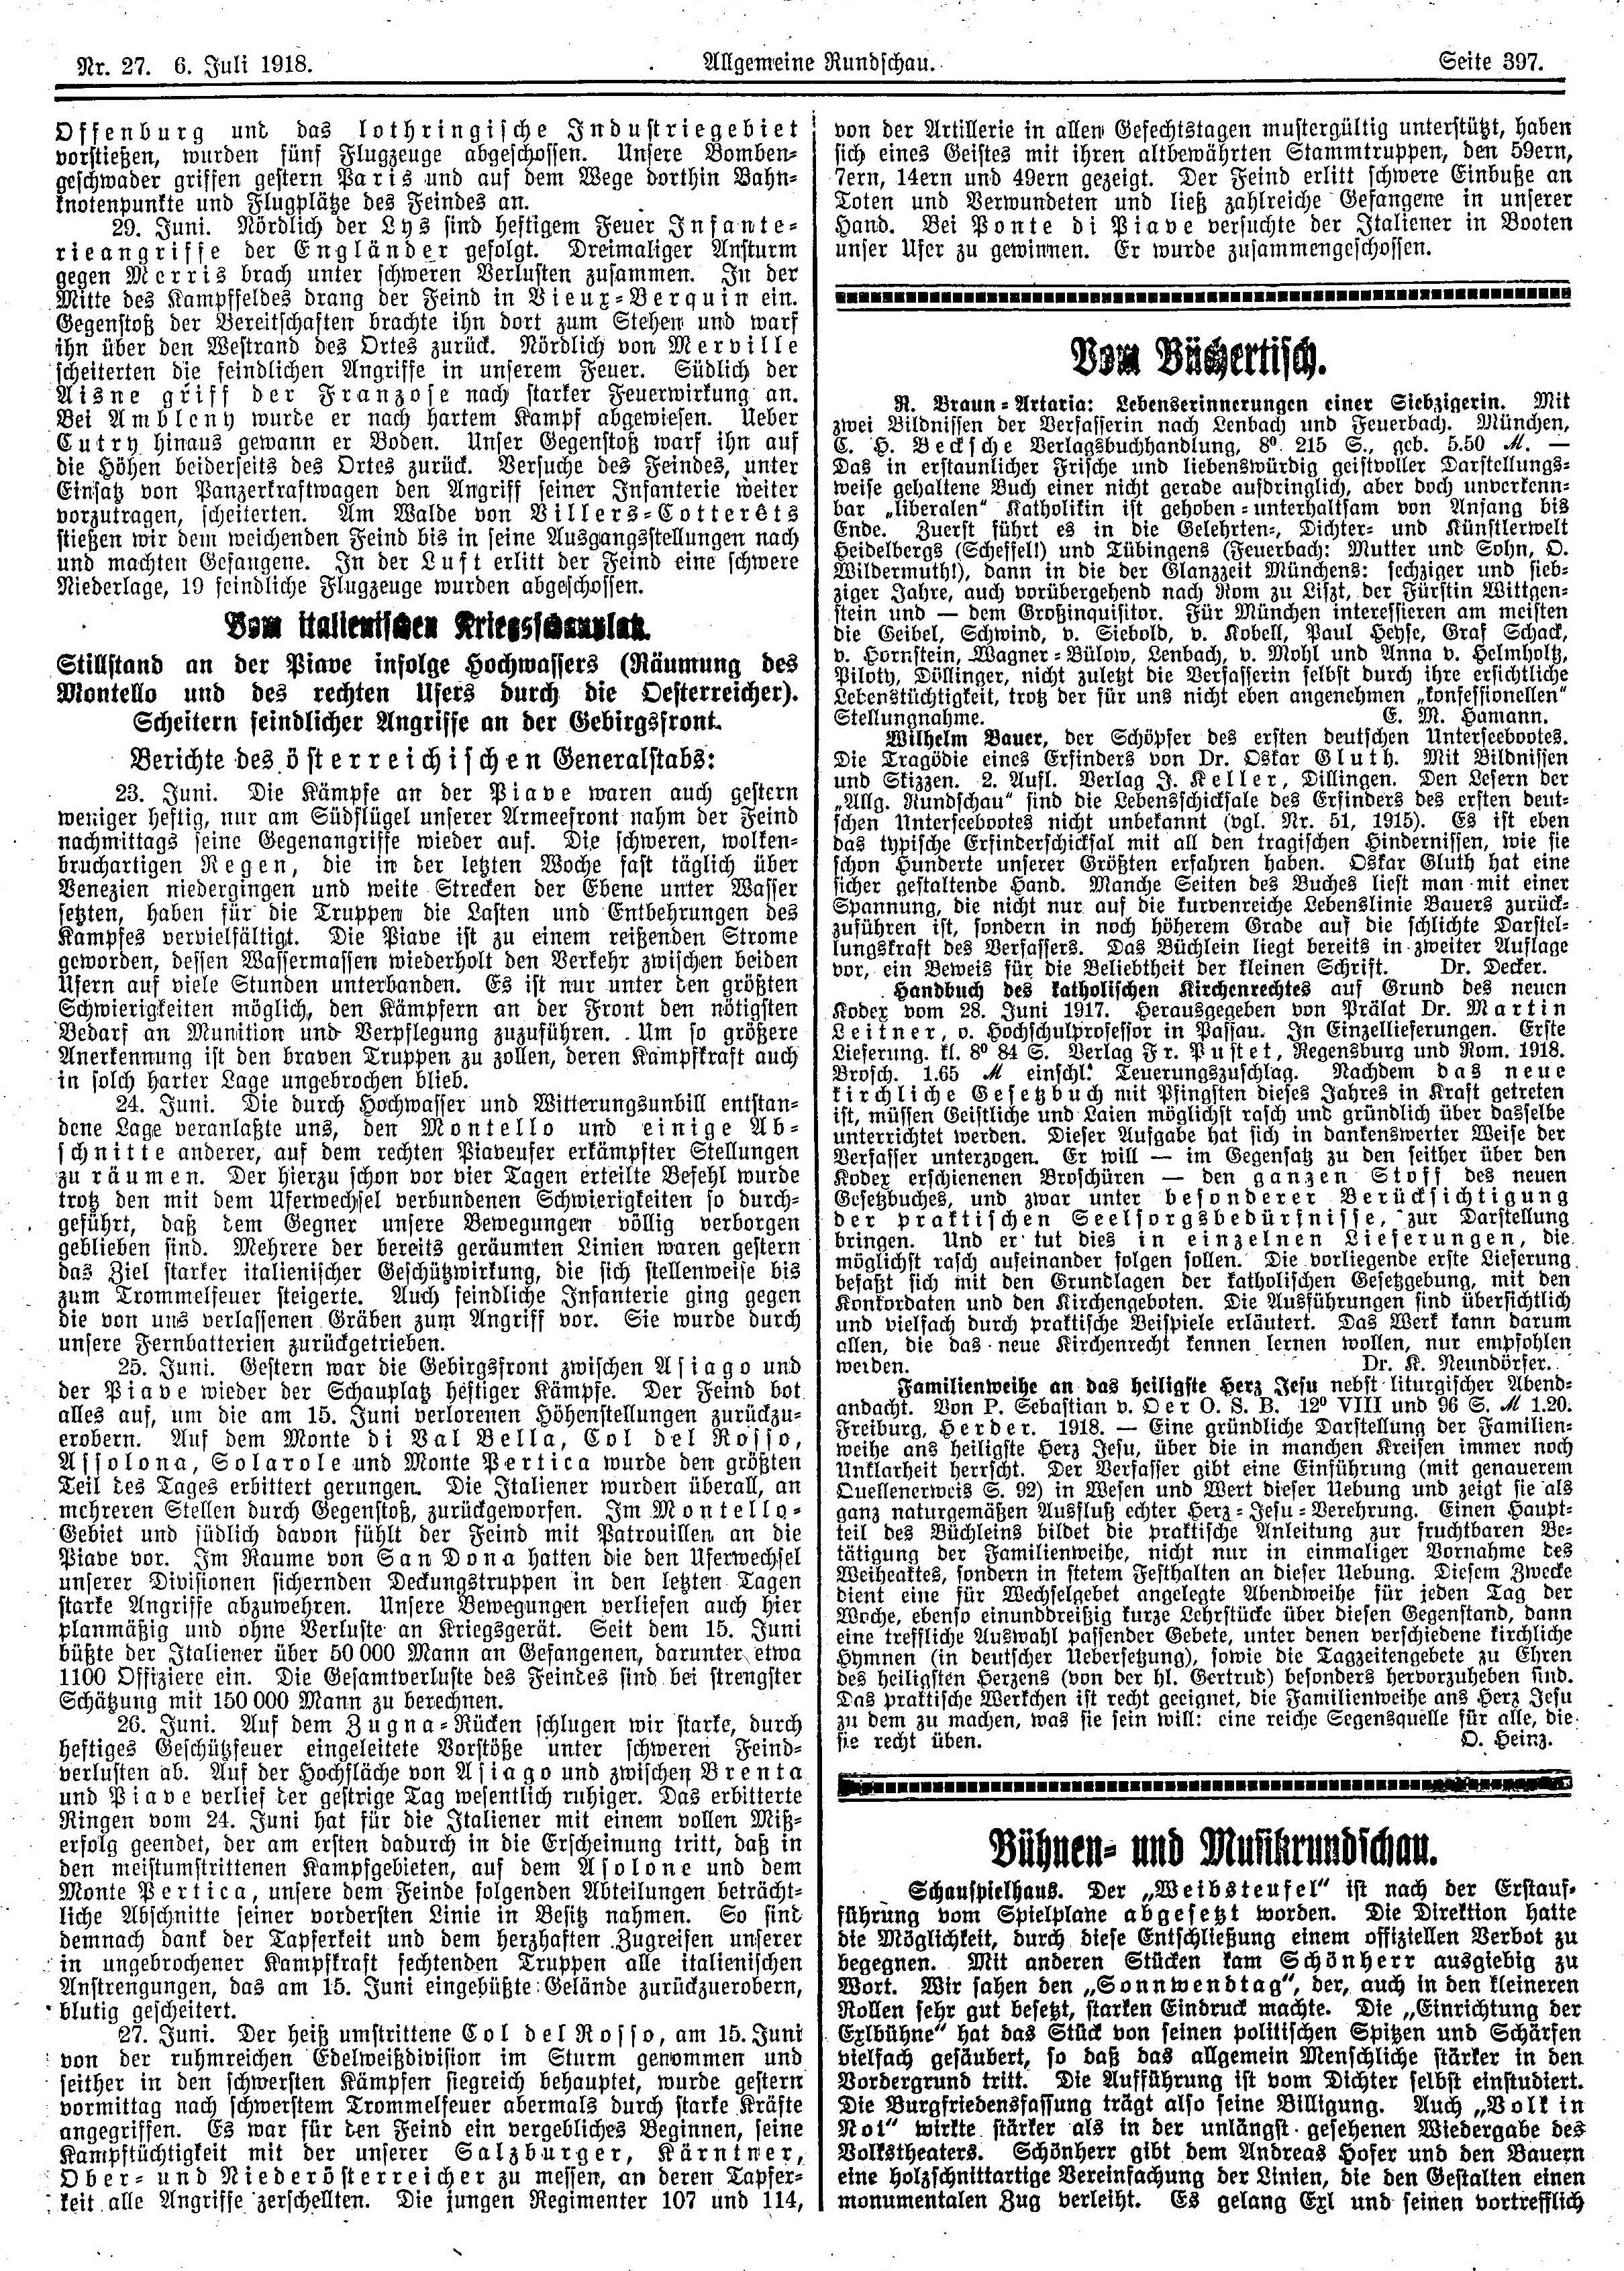 Nr. 27. 6. Juli 1918.
Allgemeine Rundschau.
Seite 397.
Offenburg und das lothringische Industriegebiet
vorstießen, wurden fünf Flugzeuge abgeschossen. Unsere Bomben-
geschwader griffen gestern Paris und auf dem Wege dorthin Bahn-
knotenpunkte und Flugplätze des Feindes an.
29. Juni. Nördlich der Lys sind heftigem Feuer Infante-
rieangriffe der Engländer gefolgt. Dreimaliger Ansturm
gegen Merris brach unter schweren Verlusten zusammen. In der
Mitte des Kampffeldes drang der Feind in Vieux-Berquin ein.
Gegenstoß der Bereitschaften brachte ihn dort zum Stehen und warf
ihn über den Westrand des Ortes zurück. Nördlich von Merville
scheiterten die feindlichen Angriffe in unserem Feuer. Südlich der
Aisne griff der Franzose nach starker Feuerwirkung an.
Bei Ambleny wurde er nach hartem Kampf abgewiesen. Ueber
Cutry hinaus gewann er Boden. Unser Gegenstoß warf ihn auf
die Höhen beiderseits des Ortes zurück. Versuche des Feindes, unter
Einsatz von Panzerkraftwagen den Angriff seiner Infanterie weiter
vorzutragen, scheiterten. Am Walde von Villers-Cotterêts
stießen wir dem weichenden Feind bis in seine Ausgangsstellungen nach
und machten Gefangene. In der Luft erlitt der Feind eine schwere
Niederlage, 19 feindliche Flugzeuge wurden abgeschossen.
Vom italienischen Kriegsschauplatz.
Stillstand an der Piave infolge Hochwassers (Räumung des
Montello und des rechten Ufers durch die Oesterreicher).
Scheitern feindlicher Angriffe an der Gebirgsfront.
Berichte des österreichischen Generalstabs:
23. Juni. Die Kämpfe an der Piave waren auch gestern
weniger heftig, nur am Südflügel unserer Armeefront nahm der Feind
nachmittags seine Gegenangriffe wieder auf. Die schweren, wolken-
bruchartigen Regen, die in der letzten Woche fast täglich über
Venezien niedergingen und weite Strecken der Ebene unter Wasser
setzten, haben für die Truppen die Lasten und Entbehrungen des
Kampfes vervielfältigt. Die Piave ist zu einem reißenden Strome
geworden, dessen Wassermassen wiederholt den Verkehr zwischen beiden
Ufern auf viele Stunden unterbanden. Es ist nur unter den größten
Schwierigkeiten möglich, den Kämpfern an der Front den nötigsten
Bedarf an Munition und Verpflegung zuzuführen. Um so größere
Anerkennung ist den braven Truppen zu zollen, deren Kampfkraft auch
in solch harter Lage ungebrochen blieb.
24. Juni. Die durch Hochwasser und Witterungsunbill entstan-
dene Lage veranlaßte uns, den Montello und einige Ab-
schnitte anderer, auf dem rechten Piaveufer erkämpfter Stellungen
zu räumen. Der hierzu schon vor vier Tagen erteilte Befehl wurde
trotz den mit dem Uferwechsel verbundenen Schwierigkeiten so durch-
geführt, daß dem Gegner unsere Bewegungen völlig verborgen
geblieben sind. Mehrere der bereits geräumten Linien waren gestern
das Ziel starker italienischer Geschützwirkung, die sich stellenweise bis
zum Trommelfeuer steigerte. Auch feindliche Infanterie ging gegen
die von uns verlassenen Gräben zum Angriff vor. Sie wurde durch
unsere Fernbatterien zurückgetrieben.
25. Juni. Gestern war die Gebirgsfront zwischen Asiago und
der Piave wieder der Schauplatz heftiger Kämpfe. Der Feind bot
alles auf, um die am 15. Juni verlorenen Höhenstellungen zurückzu-
erobern. Auf dem Monte di Val Bella, Col del Rosso,
Assolona, Solarole und Monte Pertica wurde den größten
Teil des Tages erbittert gerungen. Die Italiener wurden überall, an
mehreren Stellen durch Gegenstoß, zurückgeworfen. Im Montello-
Gebiet und südlich davon fühlt der Feind mit Patrouillen an die
Piave vor. Im Raume von San Dona hatten die den Uferwechsel
unserer Divisionen sichernden Deckungstruppen in den letzten Tagen
starke Angriffe abzuwehren. Unsere Bewegungen verliefen auch hier
planmäßig und ohne Verluste an Kriegsgerät. Seit dem 15. Juni
büßte der Italiener über 50 000 Mann an Gefangenen, darunter etwa
1100 Offiziere ein. Die Gesamtverluste des Feindes sind bei strengster
Schätzung mit 150 000 Mann zu berechnen.
26. Juni. Auf dem Zugna-Rücken schlugen wir starke, durch
heftiges Geschützfeuer eingeleitete Vorstöße unter schweren Feind-
verlusten ab. Auf der Hochfläche von Asiago und zwischen Brenta
und Piave verlief der gestrige Tag wesentlich ruhiger. Das erbitterte
Ringen vom 24. Juni hat für die Italiener mit einem vollen Miß-
erfolg geendet, der am ersten dadurch in die Erscheinung tritt, daß in
den meistumstrittenen Kampfgebieten, auf dem Asolone und dem
Monte Pertica, unsere dem Feinde folgenden Abteilungen beträcht-
liche Abschnitte seiner vordersten Linie in Besitz nahmen. So sind
demnach dank der Tapferkeit und dem herzhaften Zugreifen unserer
in ungebrochener Kampfkraft fechtenden Truppen alle italienischen
Anstrengungen, das am 15. Juni eingebüßte Gelände zurückzuerobern,
blutig gescheitert.
27. Juni. Der heiß umstrittene Col del Rosso, am 15. Juni
von der ruhmreichen Edelweißdivision im Sturm genommen und
seither in den schwersten Kämpfen siegreich behauptet, wurde gestern
vormittag nach schwerstem Trommelfeuer abermals durch starke Kräfte
angegriffen. Es war für den Feind ein vergebliches Beginnen, seine
Kampftüchtigkeit mit der unserer Salzburger, Kärntner,
Ober- und Niederösterreicher zu messen, an deren Tapfer-
keit alle Angriffe zerschellten. Die jungen Regimenter 107 und 114,
von der Artillerie in allen Gefechtstagen mustergültig unterstützt, haben
sich eines Geistes mit ihren altbewährten Stammtruppen, den 59ern,
7ern, 14ern und 49ern gezeigt. Der Feind erlitt schwere Einbuße an
Toten und Verwundeten und ließ zahlreiche Gefangene in unserer
Hand. Bei Ponte di Piave versuchte der Italiener in Booten
unser Ufer zu gewinnen. Er wurde zusammengeschossen.
Vom Büchertisch.
R. Braun-Artaria: Lebenserinnerungen einer Siebzigerin. Mit
zwei Bildnissen der Verfasserin nach Lenbach und Feuerbach. München,
C. H. Becksche Verlagsbuchhandlung, 8° 215 S., geb. 5.50 M. —
Das in erstaunlicher Frische und liebenswürdig geistvoller Darstellungs-
weise gehaltene Buch einer nicht gerade aufdringlich, aber doch unverkenn-
bar „liberalen“ Katholikin ist gehoben-unterhaltsam von Anfang bis
Ende. Zuerst führt es in die Gelehrten-, Dichter- und Künstlerwelt
Heidelbergs (Scheffel!) und Tübingens (Feuerbach: Mutter und Sohn, O.
Wildermuth!), dann in die der Glanzzeit Münchens: sechziger und sieb-
ziger Jahre, auch vorübergehend nach Rom zu Liszt, der Fürstin Wittgen-
stein und — dem Großinquisitor. Für München interessieren am meisten
die Geibel, Schwind, v. Siebold, v. Kobell, Paul Heyse, Graf Schack,
v. Hornstein, Wagner-Bülow, Lenbach, v. Mohl und Anna v. Helmholtz,
Piloty, Döllinger, nicht zuletzt die Verfasserin selbst durch ihre ersichtliche
Lebenstüchtigkeit, trotz der für uns nicht eben angenehmen „konfessionellen“
Stellungnahme. E. M. Hamann.
Wilhelm Bauer, der Schöpfer des ersten deutschen Unterseebootes.
Die Tragödie eines Erfinders von Dr. Oskar Gluth. Mit Bildnissen
und Skizzen. 2. Aufl. Verlag J. Keller, Dillingen. Den Lesern der
„Allg. Rundschau“ sind die Lebensschicksale des Erfinders des ersten deut-
schen Unterseebootes nicht unbekannt (vgl. Nr. 51, 1915). Es ist eben
das typische Erfinderschicksal mit all den tragischen Hindernissen, wie sie
schon Hunderte unserer Größten erfahren haben. Oskar Gluth hat eine
sicher gestaltende Hand. Manche Seiten des Buches liest man mit einer
Spannung, die nicht nur auf die kurvenreiche Lebenslinie Bauers zurück-
zuführen ist, sondern in noch höherem Grade auf die schlichte Darstel-
lungskraft des Verfassers. Das Büchlein liegt bereits in zweiter Auflage
vor, ein Beweis für die Beliebtheit der kleinen Schrift. Dr. Decker.
Handbuch des katholischen Kirchenrechtes auf Grund des neuen
Kodex vom 28. Juni 1917. Herausgegeben von Prälat Dr. Martin
Leitner, o. Hochschulprofessor in Passau. In Einzellieferungen. Erste
Lieferung. kl. 8° 84 S. Verlag Fr. Pustet, Regensburg und Rom. 1918.
Brosch. 1.65 M einschl. Teuerungszuschlag. Nachdem das neue
kirchliche Gesetzbuch mit Pfingsten dieses Jahres in Kraft getreten
ist, müssen Geistliche und Laien möglichst rasch und gründlich über dasselbe
unterrichtet werden. Dieser Aufgabe hat sich in dankenswerter Weise der
Verfasser unterzogen. Er will — im Gegensatz zu den seither über den
Kodex erschienenen Broschüren — den ganzen Stoff des neuen
Gesetzbuches, und zwar unter besonderer Berücksichtigung
der praktischen Seelsorgsbedürfnisse, zur Darstellung
bringen. Und er tut dies in einzelnen Lieferungen, die
möglichst rasch aufeinander folgen sollen. Die vorliegende erste Lieferung
befaßt sich mit den Grundlagen der katholischen Gesetzgebung, mit den
Konkordaten und den Kirchengeboten. Die Ausführungen sind übersichtlich
und vielfach durch praktische Beispiele erläutert. Das Werk kann darum
allen, die das neue Kirchenrecht kennen lernen wollen, nur empfohlen
werden. Dr. K. Neundörfer.
Familienweihe an das heiligste Herz Jesu nebst liturgischer Abend-
andacht. Von P. Sebastian v. Oer O. S. B. 12° VIII und 96 S. M 1.20.
Freiburg, Herder. 1918. — Eine gründliche Darstellung der Familien-
weihe ans heiligste Herz Jesu, über die in manchen Kreisen immer noch
Unklarheit herrscht. Der Verfasser gibt eine Einführung (mit genauerem
Quellenerweis S. 92) in Wesen und Wert dieser Uebung und zeigt sie als
ganz naturgemäßen Ausfluß echter Herz-Jesu-Verehrung. Einen Haupt-
teil des Büchleins bildet die praktische Anleitung zur fruchtbaren Be-
tätigung der Familienweihe, nicht nur in einmaliger Vornahme des
Weiheaktes, sondern in stetem Festhalten an dieser Uebung. Diesem Zwecke
dient eine für Wechselgebet angelegte Abendweihe für jeden Tag der
Woche, ebenso einunddreißig kurze Lehrstücke über diesen Gegenstand, dann
eine treffliche Auswahl passender Gebete, unter denen verschiedene kirchliche
Hymnen (in deutscher Uebersetzung), sowie die Tagzeitengebete zu Ehren
des heiligsten Herzens (von der hl. Gertrud) besonders hervorzuheben sind.
Das praktische Werkchen ist recht geeignet, die Familienweihe ans Herz Jesu
zu dem zu machen, was sie sein will: eine reiche Segensquelle für alle, die
sie recht üben. O. Heinz.
Bühnen- und Musikrundschau.
Schauspielhaus. Der „Weibsteufel“ ist nach der Erstauf-
führung vom Spielplane abgesetzt worden. Die Direktion hatte
die Möglichkeit, durch diese Entschließung einem offiziellen Verbot zu
begegnen. Mit anderen Stücken kam Schönherr ausgiebig zu
Wort. Wir sahen den „Sonnwendtag“, der, auch in den kleineren
Rollen sehr gut besetzt, starken Eindruck machte. Die „Einrichtung der
Exlbühne“ hat das Stück von seinen politischen Spitzen und Schärfen
vielfach gesäubert, so daß das allgemein Menschliche stärker in den
Vordergrund tritt. Die Aufführung ist vom Dichter selbst einstudiert.
Die Burgfriedensfassung trägt also seine Billigung. Auch „Volk in
Not“ wirkte stärker als in der unlängst gesehenen Wiedergabe des
Volkstheaters. Schönherr gibt dem Andreas Hofer und den Bauern
eine holzschnittartige Vereinfachung der Linien, die den Gestalten einen
monumentalen Zug verleiht. Es gelang Exl und seinen vortrefflich